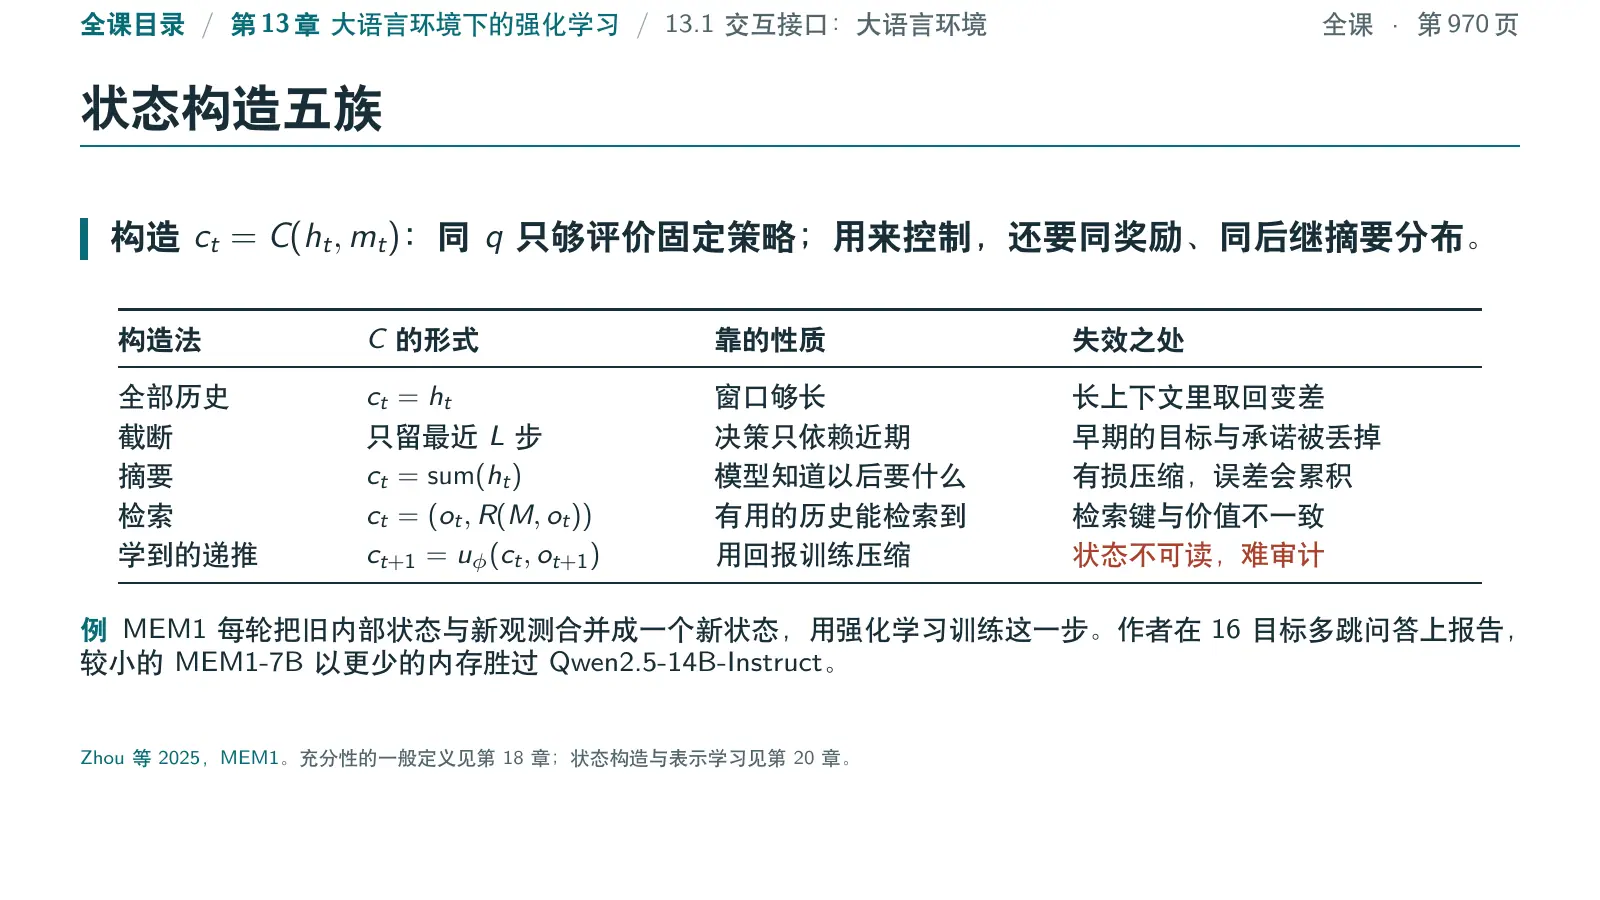 全课目录 / 第 13 章 大语言环境下的强化学习 / 13.1 交互接口：大语言环境 全课 · 第 970 页
状态构造五族
构造 c_t = C(h_t, m_t)：同 q 只够评价固定策略；用来控制，还要同奖励、同后继摘要分布。
构造法 C 的形式 靠的性质 失效之处
全部历史 c_t = h_t 窗口够长 长上下文里取回变差
截断 只留最近 L 步 决策只依赖近期 早期的目标与承诺被丢掉
摘要 c_t = sum(h_t) 模型知道以后要什么 有损压缩，误差会累积
检索 c_t = (o_t, R(M, o_t)) 有用的历史能检索到 检索键与价值不一致
学到的递推 c_{t+1} = u_ϕ(c_t, o_{t+1}) 用回报训练压缩 状态不可读，难审计
例 MEM1 每轮把旧内部状态与新观测合并成一个新状态，用强化学习训练这一步。作者在 16 目标多跳问答上报告，
较小的 MEM1-7B 以更少的内存胜过 Qwen2.5-14B-Instruct。
Zhou 等 2025，MEM1。充分性的一般定义见第 18 章；状态构造与表示学习见第 20 章。